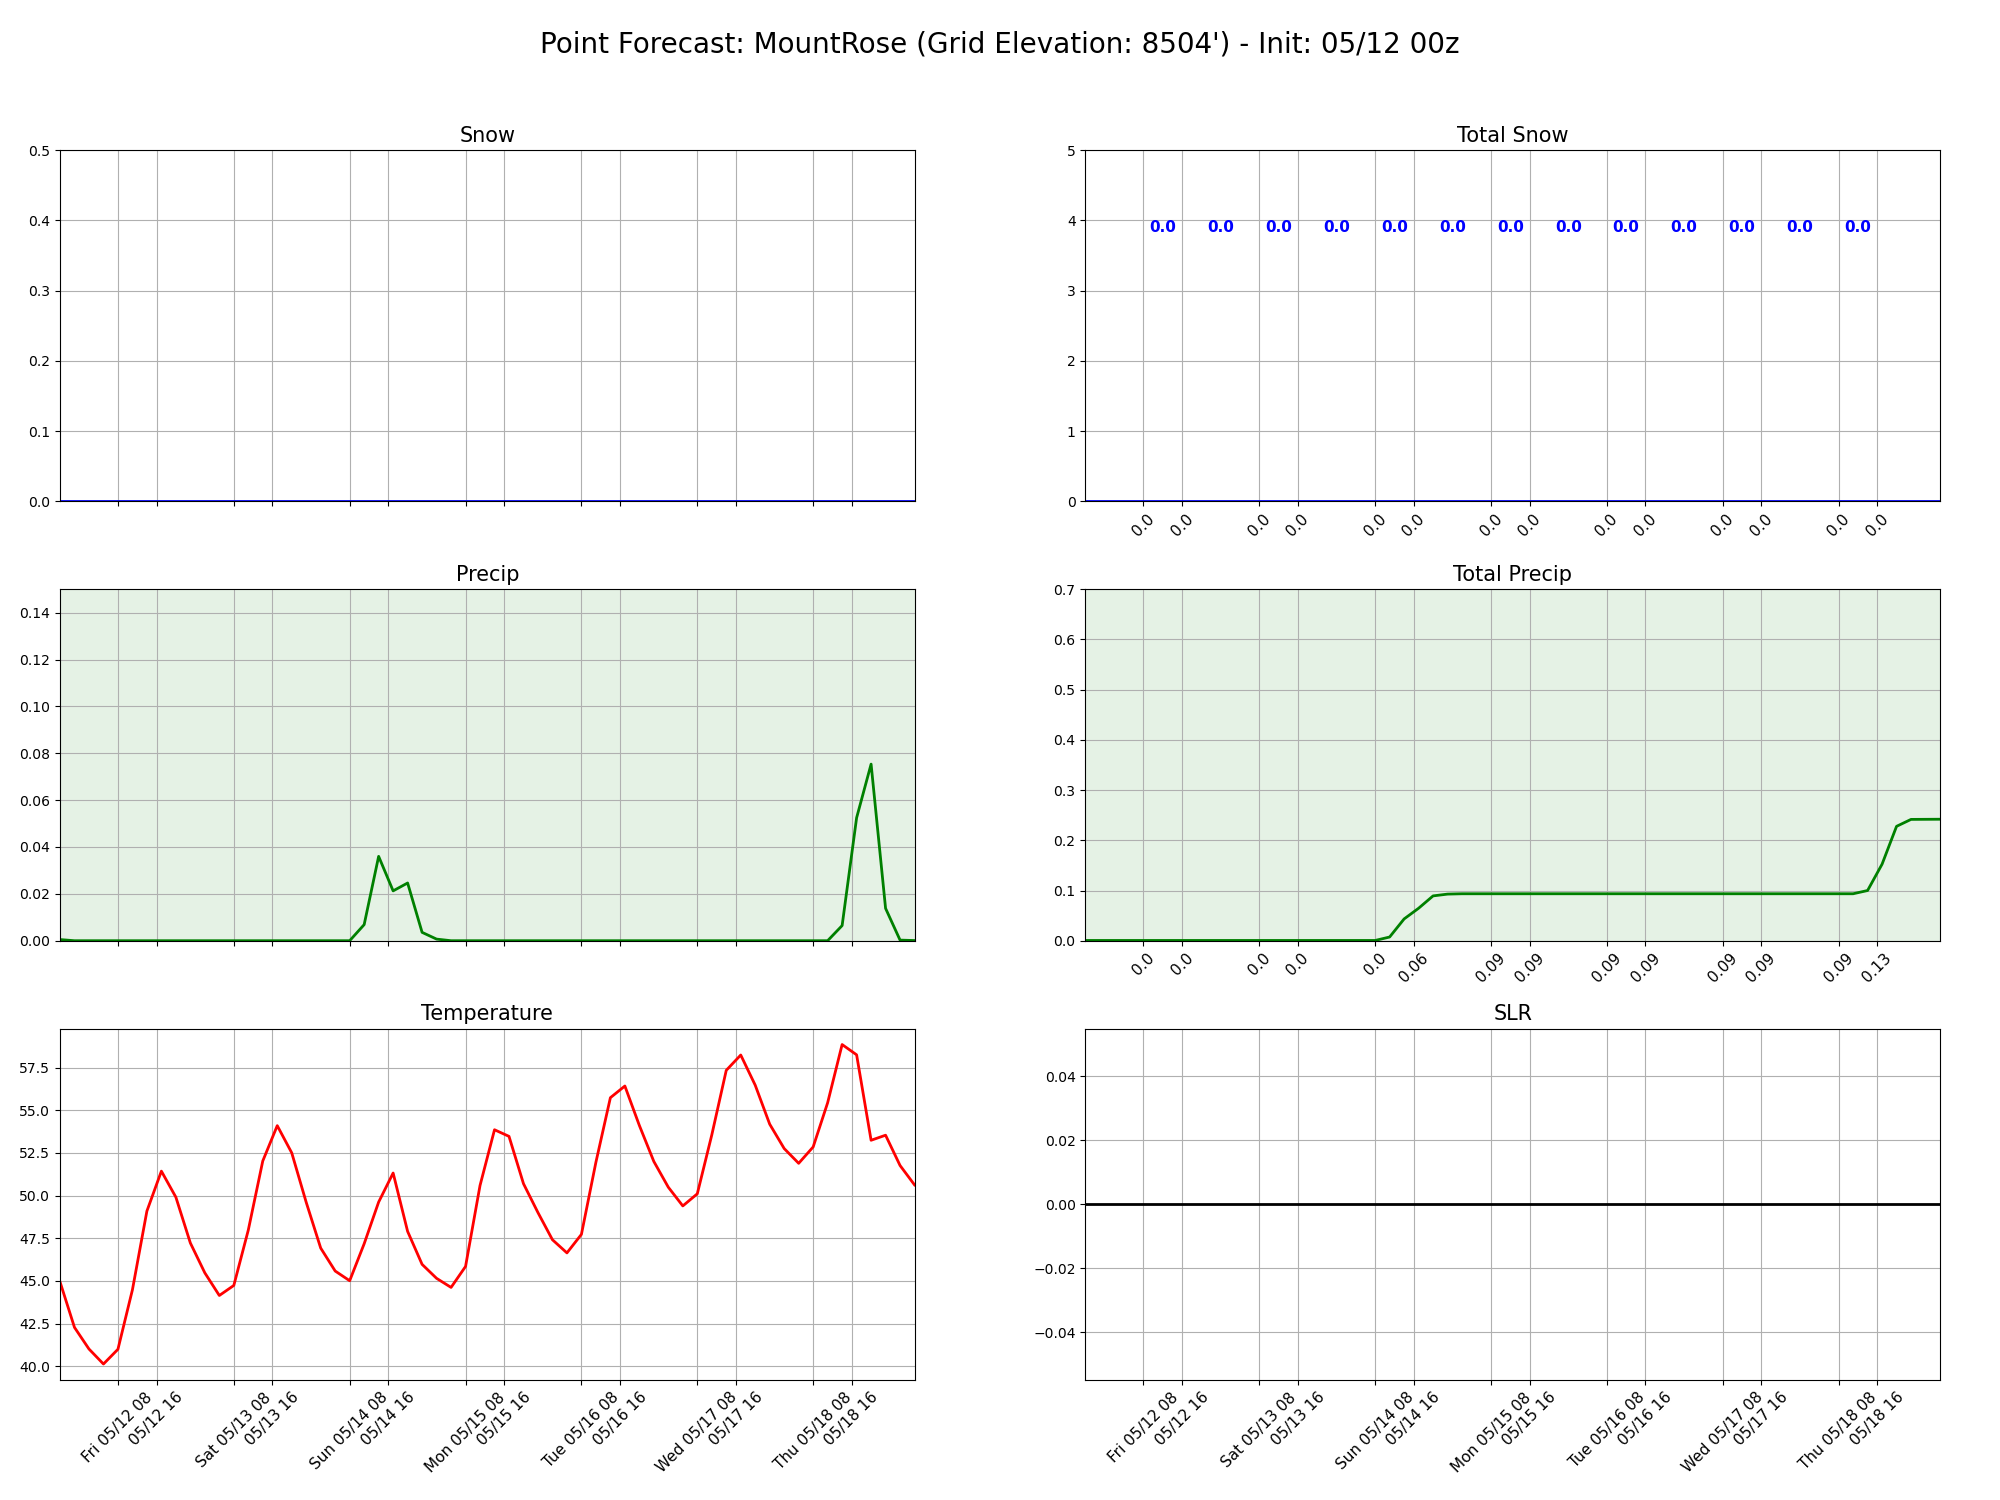 Point Forecast: MountRose (Grid Elevation: 8504') - Init: 05/12 00z
Snow
0.5
0.4
0.3
0.2
0.1
0.0
Total Snow
5
4
3
2
1
0
0.0 0.0 0.0 0.0 0.0 0.0 0.0 0.0 0.0 0.0 0.0 0.0 0.0
0.0 0.0 0.0 0.0 0.0 0.0 0.0 0.0 0.0 0.0 0.0 0.0 0.0 0.0
Precip
0.14
0.12
0.10
0.08
0.06
0.04
0.02
0.00
Total Precip
0.7
0.6
0.5
0.4
0.3
0.2
0.1
0.0
0.0 0.0 0.0 0.0 0.0 0.06 0.09 0.09 0.09 0.09 0.09 0.09 0.09 0.13
Temperature
57.5
55.0
52.5
50.0
47.5
45.0
42.5
40.0
Fri 05/12 08
05/12 16
Sat 05/13 08
05/13 16
Sun 05/14 08
05/14 16
Mon 05/15 08
05/15 16
Tue 05/16 08
05/16 16
Wed 05/17 08
05/17 16
Thu 05/18 08
05/18 16
SLR
0.04
0.02
0.00
−0.02
−0.04
Fri 05/12 08
05/12 16
Sat 05/13 08
05/13 16
Sun 05/14 08
05/14 16
Mon 05/15 08
05/15 16
Tue 05/16 08
05/16 16
Wed 05/17 08
05/17 16
Thu 05/18 08
05/18 16